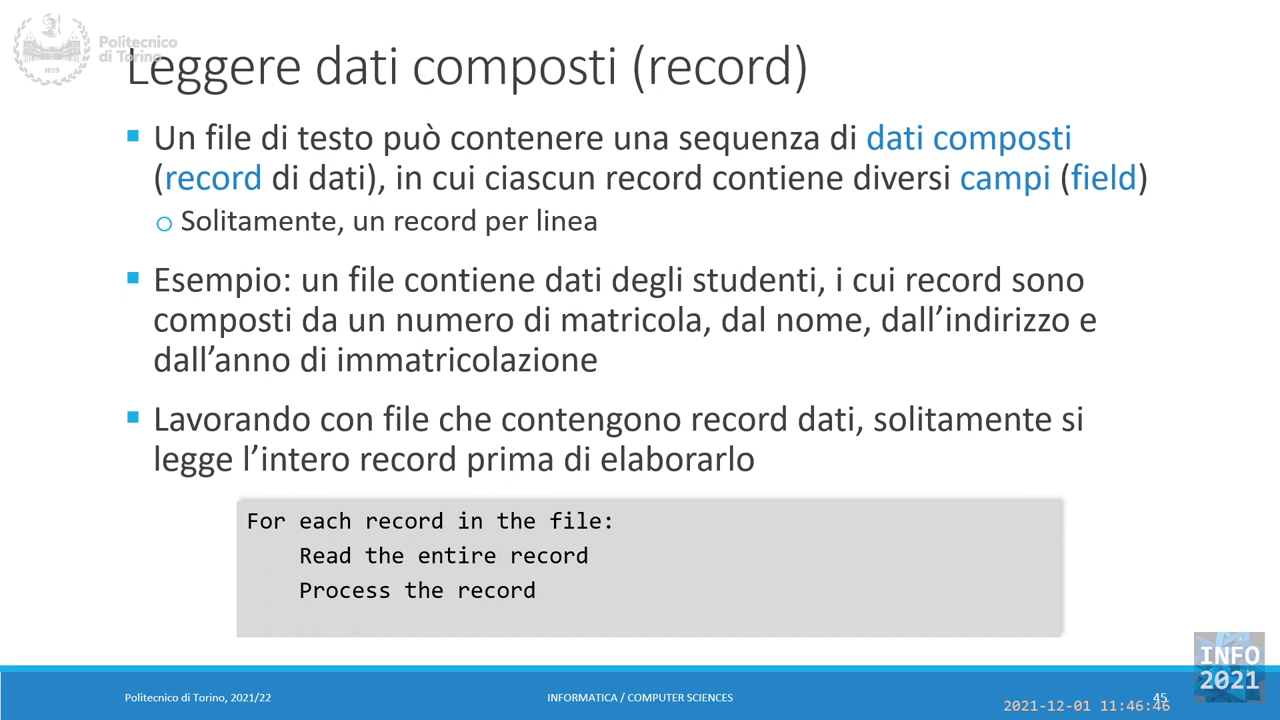 Politecnico
di Torino
1859
Leggere dati composti (record)
Un file di testo può contenere una sequenza di dati composti
(record di dati), in cui ciascun record contiene diversi campi (field)
Solitamente, un record per linea
Esempio: un file contiene dati degli studenti, i cui record sono
composti da un numero di matricola, dal nome, dall’indirizzo e
dall’anno di immatricolazione
Lavorando con file che contengono record dati, solitamente si
legge l’intero record prima di elaborarlo
For each record in the file:
    Read the entire record
    Process the record
Politecnico di Torino, 2021/22
INFORMATICA / COMPUTER SCIENCES
45
INFO
2021
2021-12-01 11:46:46